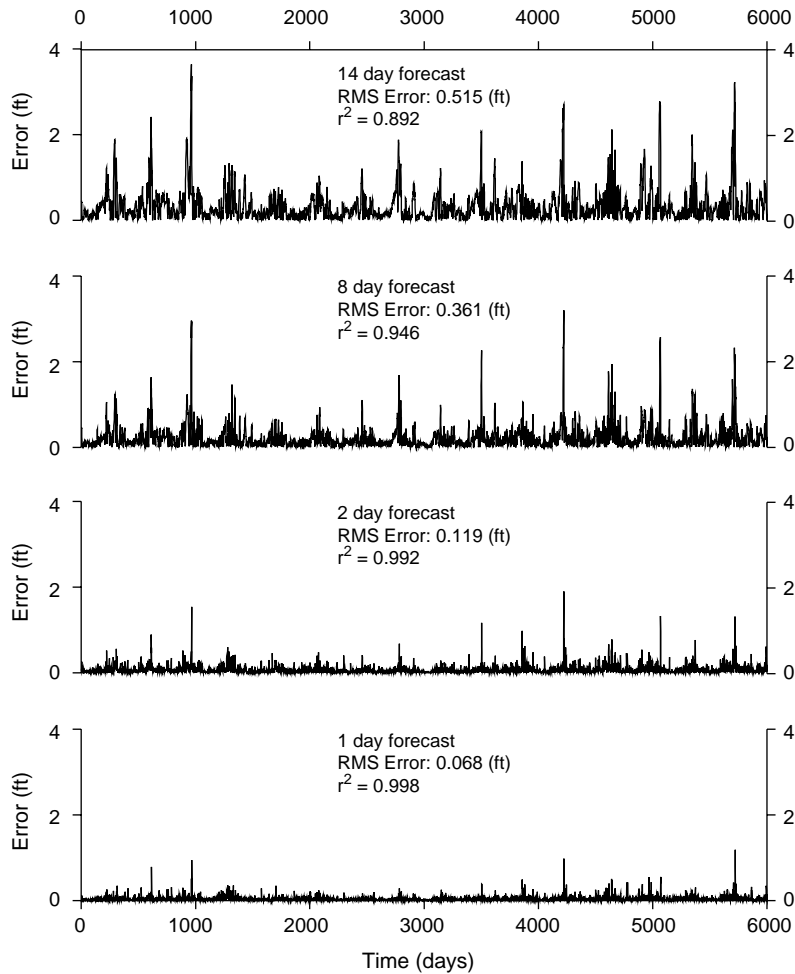 0 1000 2000 3000 4000 5000 6000
4 4
14 day forecast
RMS Error: 0.515 (ft)
r² = 0.892
Error (ft)
2 2
0 0
4 4
8 day forecast
RMS Error: 0.361 (ft)
r² = 0.946
Error (ft)
2 2
0 0
4 4
2 day forecast
RMS Error: 0.119 (ft)
r² = 0.992
Error (ft)
2 2
0 0
4 4
1 day forecast
RMS Error: 0.068 (ft)
r² = 0.998
Error (ft)
2 2
0 0
0 1000 2000 3000 4000 5000 6000
Time (days)